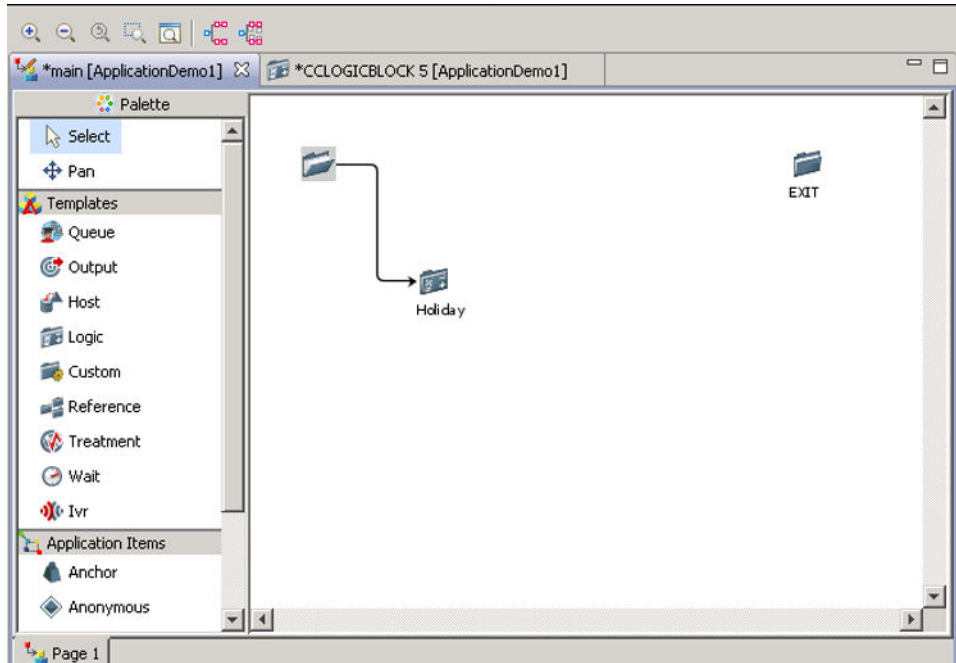 *main [ApplicationDemo1]
*CCLOGICBLOCK 5 [ApplicationDemo1]
Palette
Select
Pan
Templates
Queue
Output
Host
Logic
Custom
Reference
Treatment
Wait
Ivr
Application Items
Anchor
Anonymous
EXIT
Holiday
Page 1